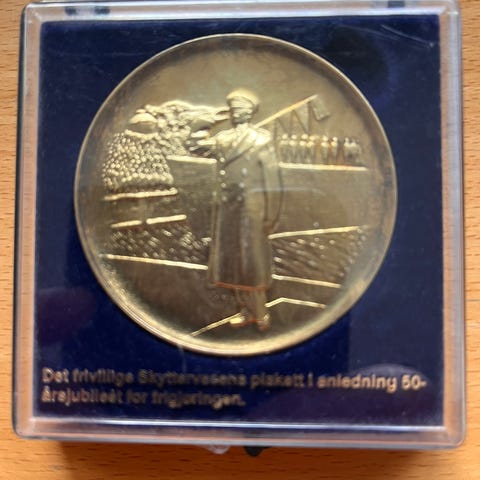 Det frivillige Skyttervesens plakett i anledning 50-
årsjubileet for frigjøringen.